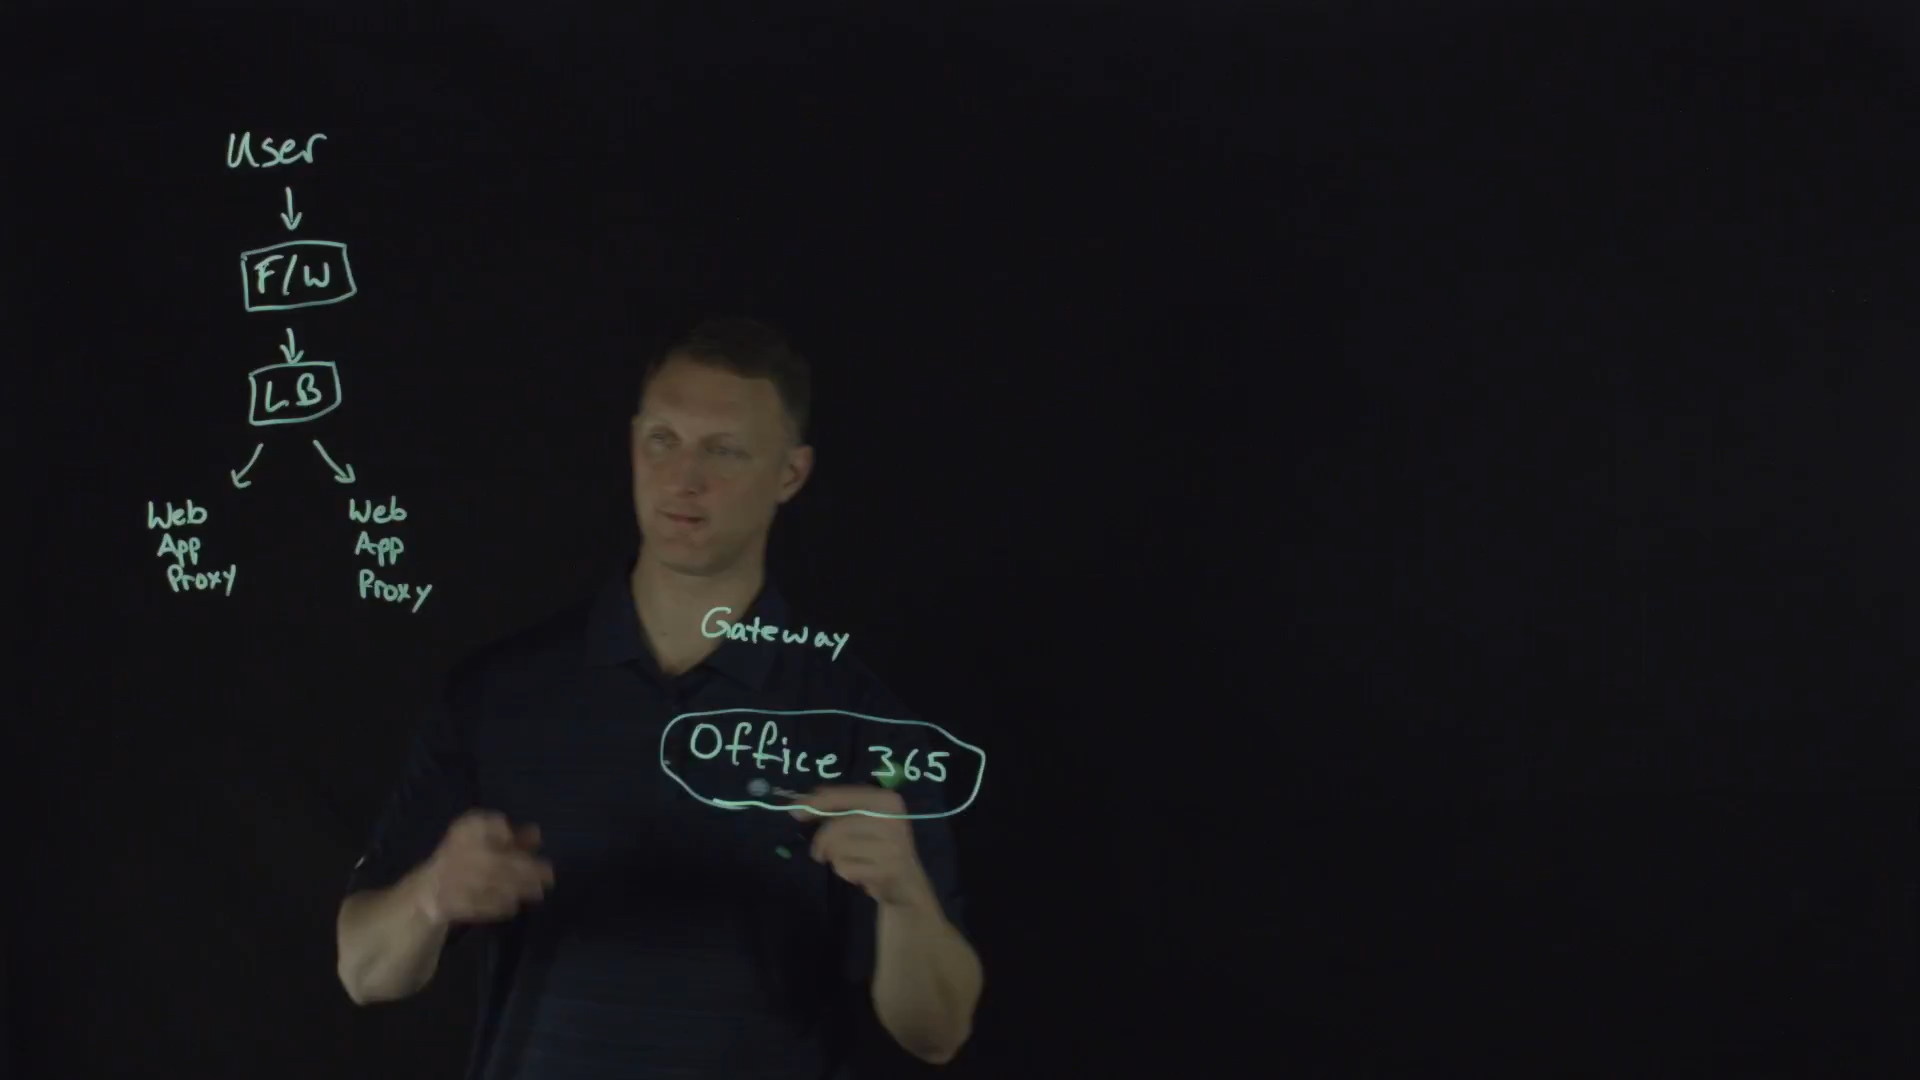 User
F/W
LB
Web
App
Proxy
Web
App
Proxy
Gateway
Office 365